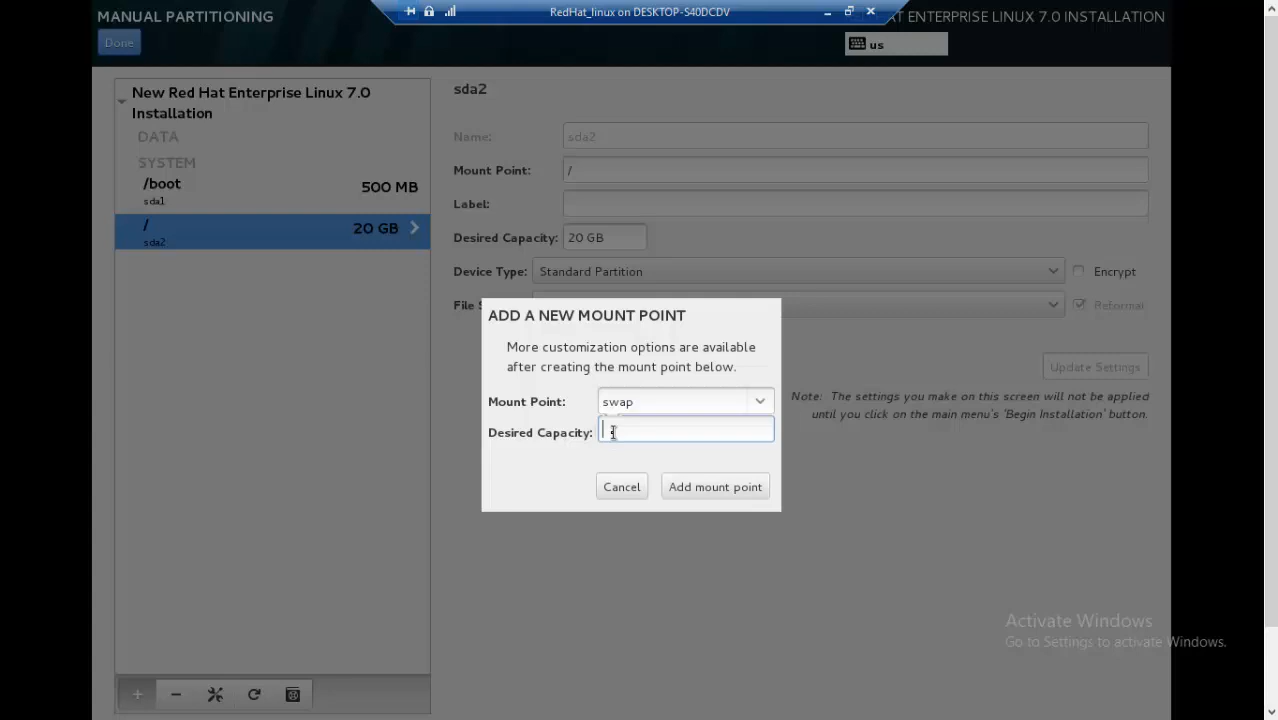 MANUAL PARTITIONING
RedHat_linux on DESKTOP-S40DCDV
AT ENTERPRISE LINUX 7.0 INSTALLATION
Done
us
New Red Hat Enterprise Linux 7.0
Installation
DATA
SYSTEM
/boot
500 MB
sda1
/
20 GB
sda2
sda2
Name:
sda2
Mount Point:
/
Label:
Desired Capacity:
20 GB
Device Type:
Standard Partition
Encrypt
File S
Reformat
Update Settings
Note: The settings you make on this screen will not be applied
until you click on the main menu's 'Begin Installation' button.
ADD A NEW MOUNT POINT
More customization options are available
after creating the mount point below.
Mount Point:
swap
Desired Capacity:
Cancel
Add mount point
Activate Windows
Go to Settings to activate Windows.